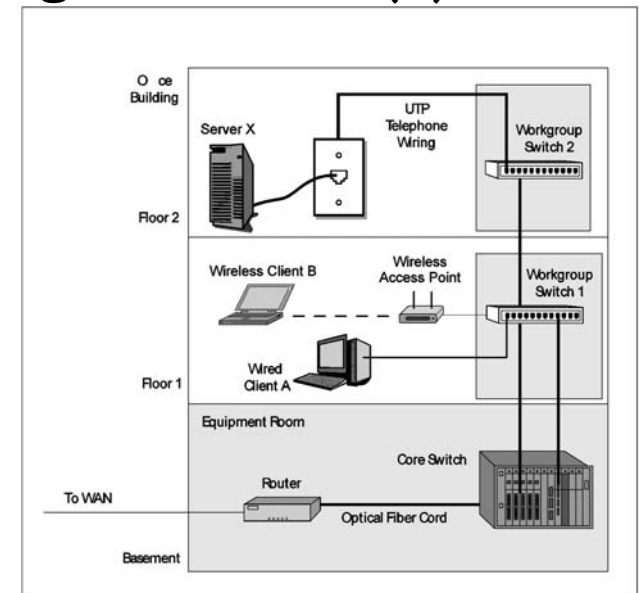 O ce
Building
Server X
UTP
Telephone
Wiring
Workgroup
Switch 2
Floor 2
Wireless Client B
Wireless
Access Point
Workgroup
Switch 1
Wired
Client A
Floor 1
Equipment Room
Core Switch
Router
To WAN
Optical Fiber Cord
Basement